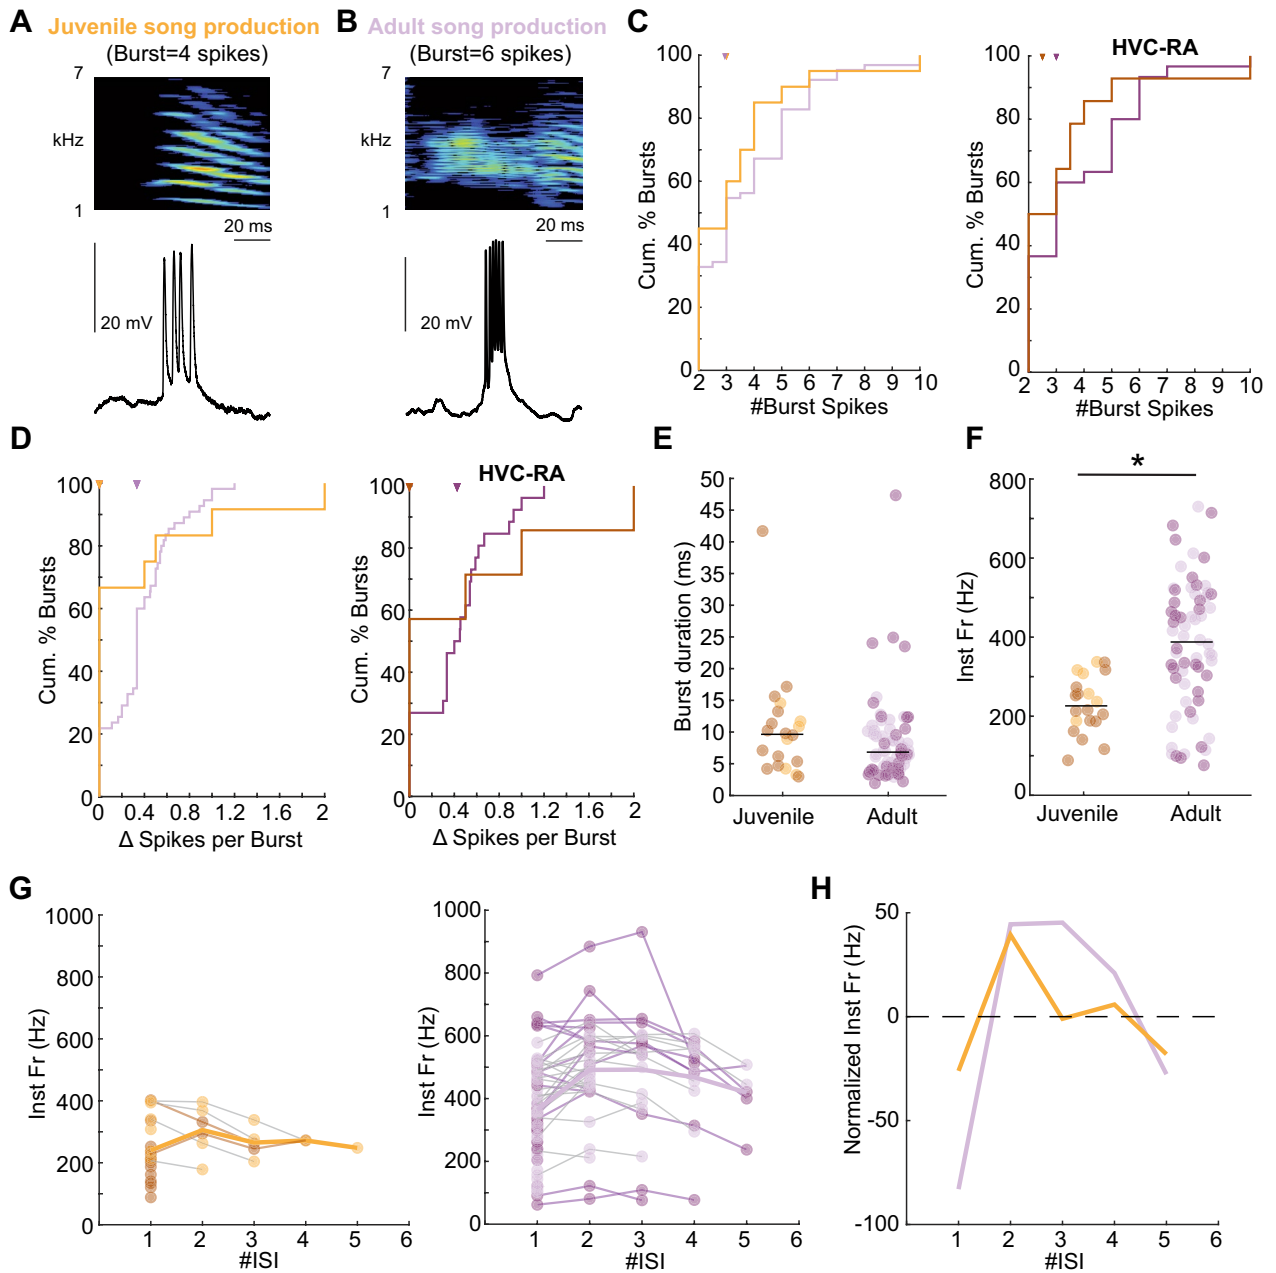 A Juvenile song production
(Burst=4 spikes)
7
kHz
1
20 ms
20 mV
B Adult song production
(Burst=6 spikes)
7
kHz
1
20 ms
20 mV
C
100
80
60
40
20
0
Cum. % Bursts
2 3 4 5 6 7 8 9 10
#Burst Spikes
HVC-RA
100
80
60
40
20
0
Cum. % Bursts
2 3 4 5 6 7 8 9 10
#Burst Spikes
D
100
80
60
40
20
0
Cum. % Bursts
0 0.4 0.8 1.2 1.6 2
Δ Spikes per Burst
HVC-RA
100
80
60
40
20
0
Cum. % Bursts
0 0.4 0.8 1.2 1.6 2
Δ Spikes per Burst
E
50
45
40
35
30
25
20
15
10
5
0
Burst duration (ms)
Juvenile Adult
F
*
800
600
400
200
0
Inst Fr (Hz)
Juvenile Adult
G
1000
800
600
400
200
0
Inst Fr (Hz)
1 2 3 4 5 6
#ISI
1000
800
600
400
200
0
Inst Fr (Hz)
1 2 3 4 5 6
#ISI
H
50
0
-50
-100
Normalized Inst Fr (Hz)
1 2 3 4 5 6
#ISI